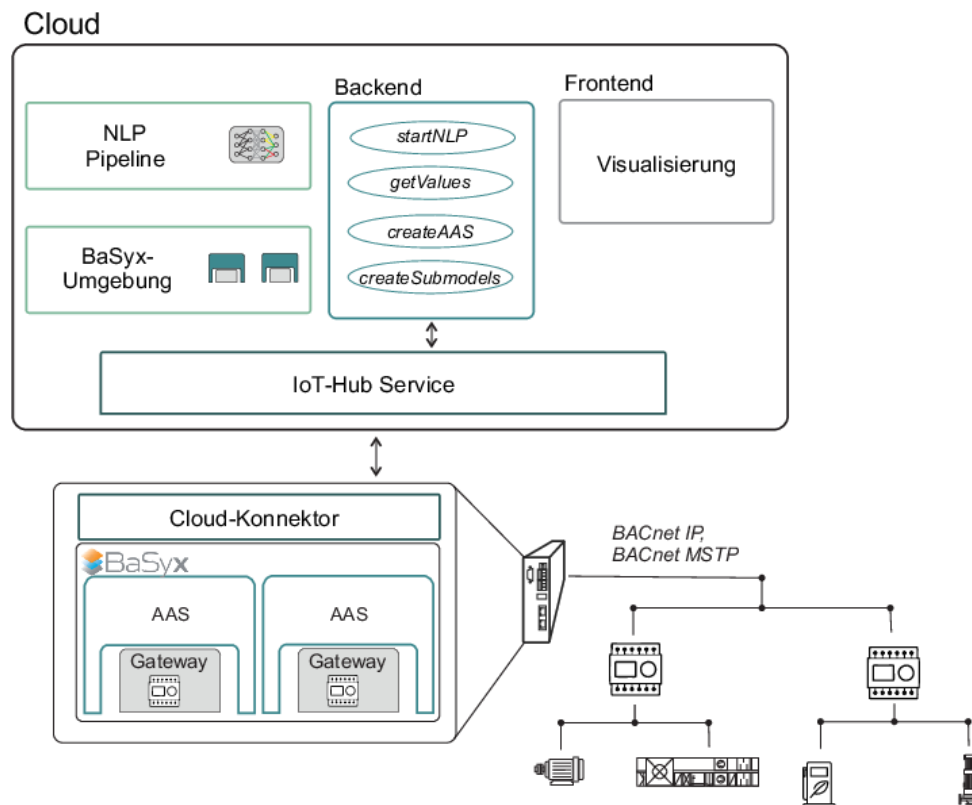 Cloud
NLP
Pipeline
BaSyx-
Umgebung
Backend
startNLP
getValues
createAAS
createSubmodels
Frontend
Visualisierung
IoT-Hub Service
Cloud-Konnektor
BaSyx
AAS
Gateway
AAS
Gateway
BACnet IP,
BACnet MSTP